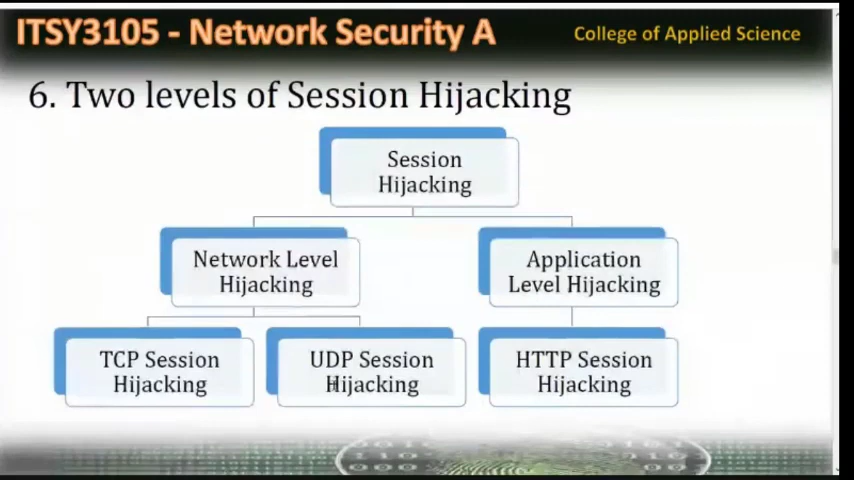 ITSY3105 - Network Security A
College of Applied Science
6. Two levels of Session Hijacking
Session
Hijacking
Network Level
Hijacking
Application
Level Hijacking
TCP Session
Hijacking
UDP Session
Hijacking
HTTP Session
Hijacking